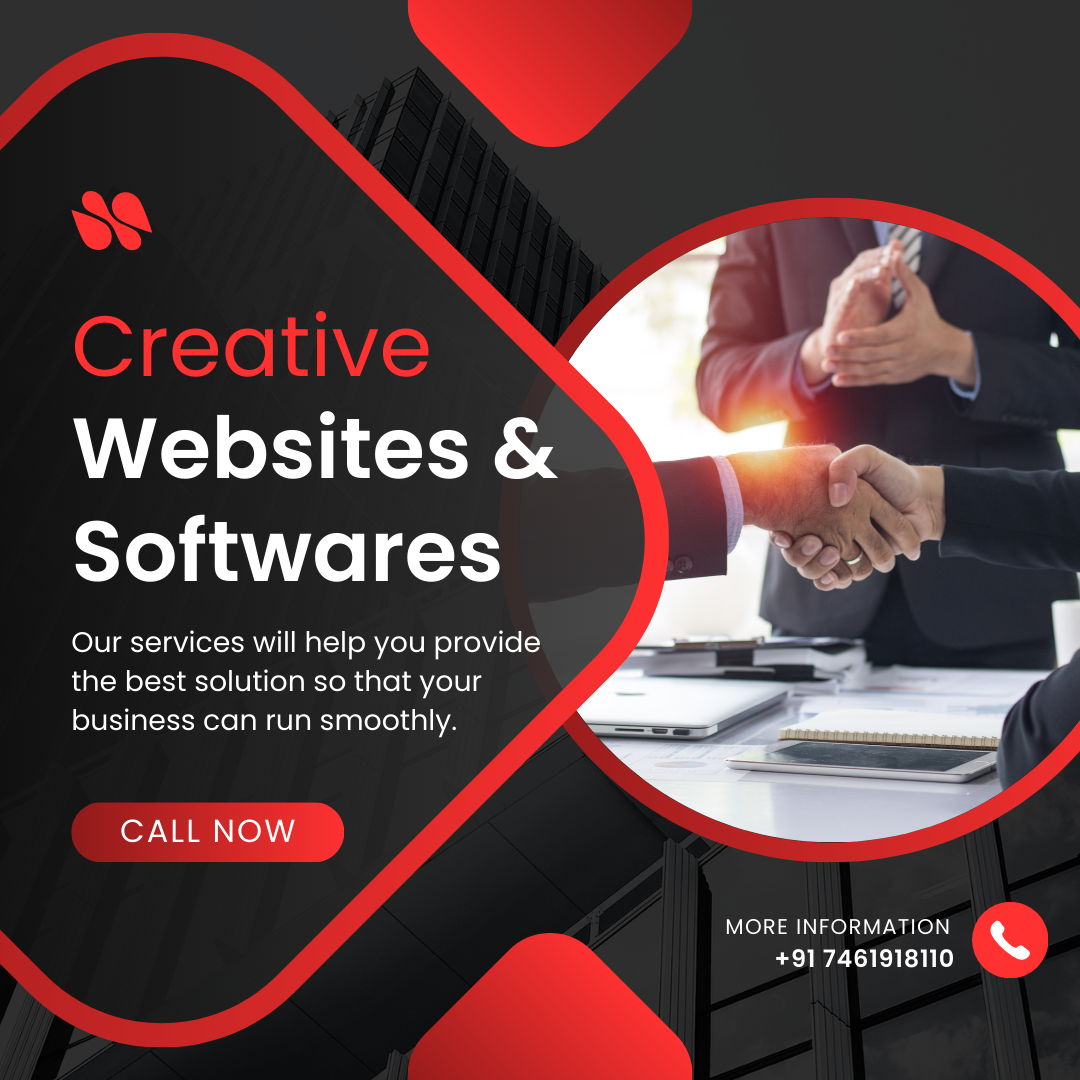 Creative
Websites &
Softwares
Our services will help you provide
the best solution so that your
business can run smoothly.
CALL NOW
MORE INFORMATION
+91 7461918110